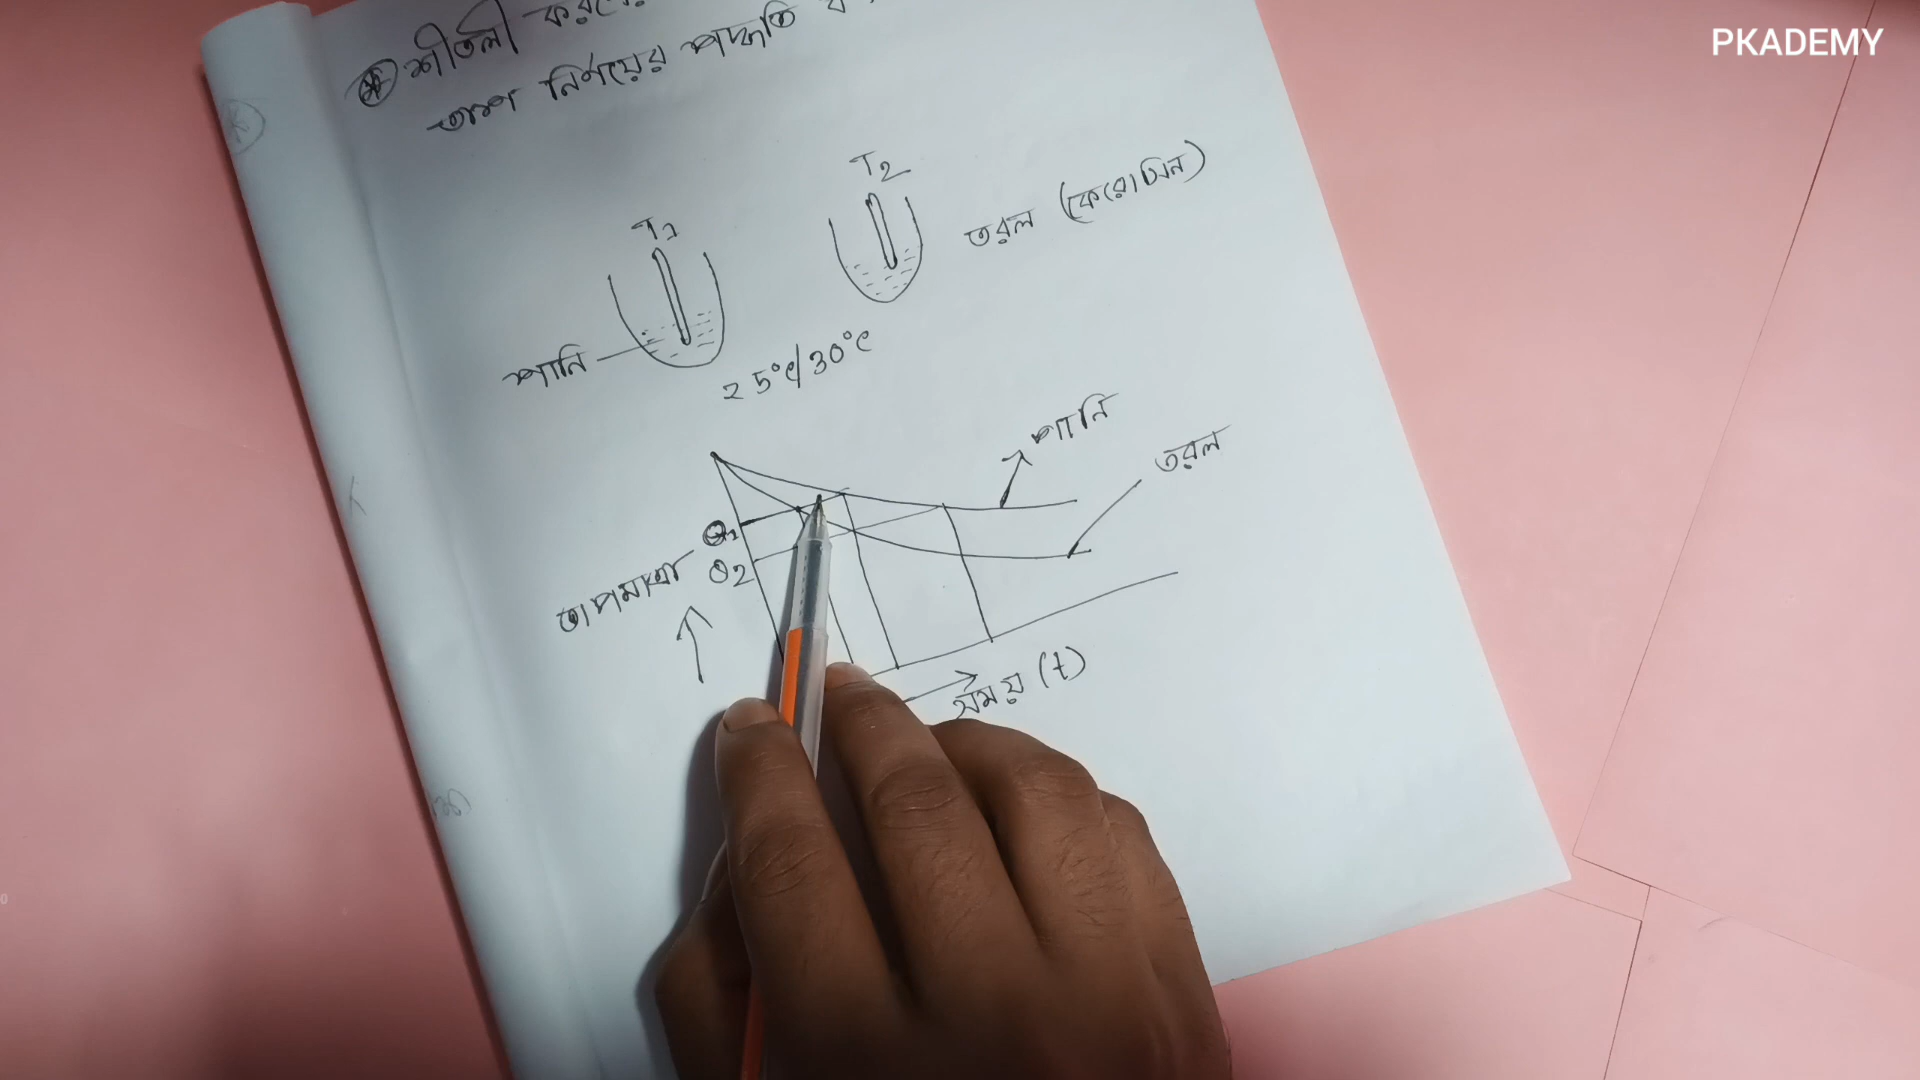 PKADEMY
শীতলী করণের
তাপ নির্ণয়ের পদ্ধতি
T2
তরল (কেরোসিন)
T1
পানি
25°C/30°C
পানি
তরল
θ1
তাপমাত্রা θ2
সময় (t)